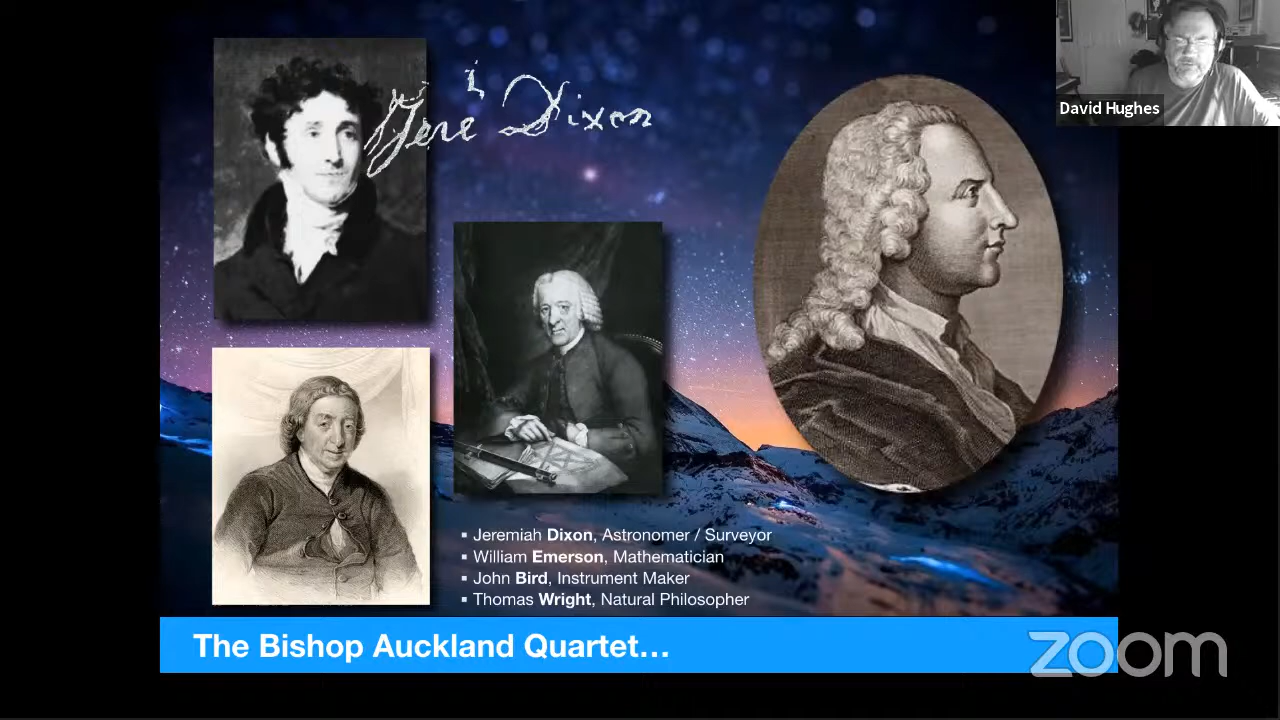 David Hughes
Jere Dixon
▪ Jeremiah Dixon, Astronomer / Surveyor
▪ William Emerson, Mathematician
▪ John Bird, Instrument Maker
▪ Thomas Wright, Natural Philosopher
The Bishop Auckland Quartet...
zoom